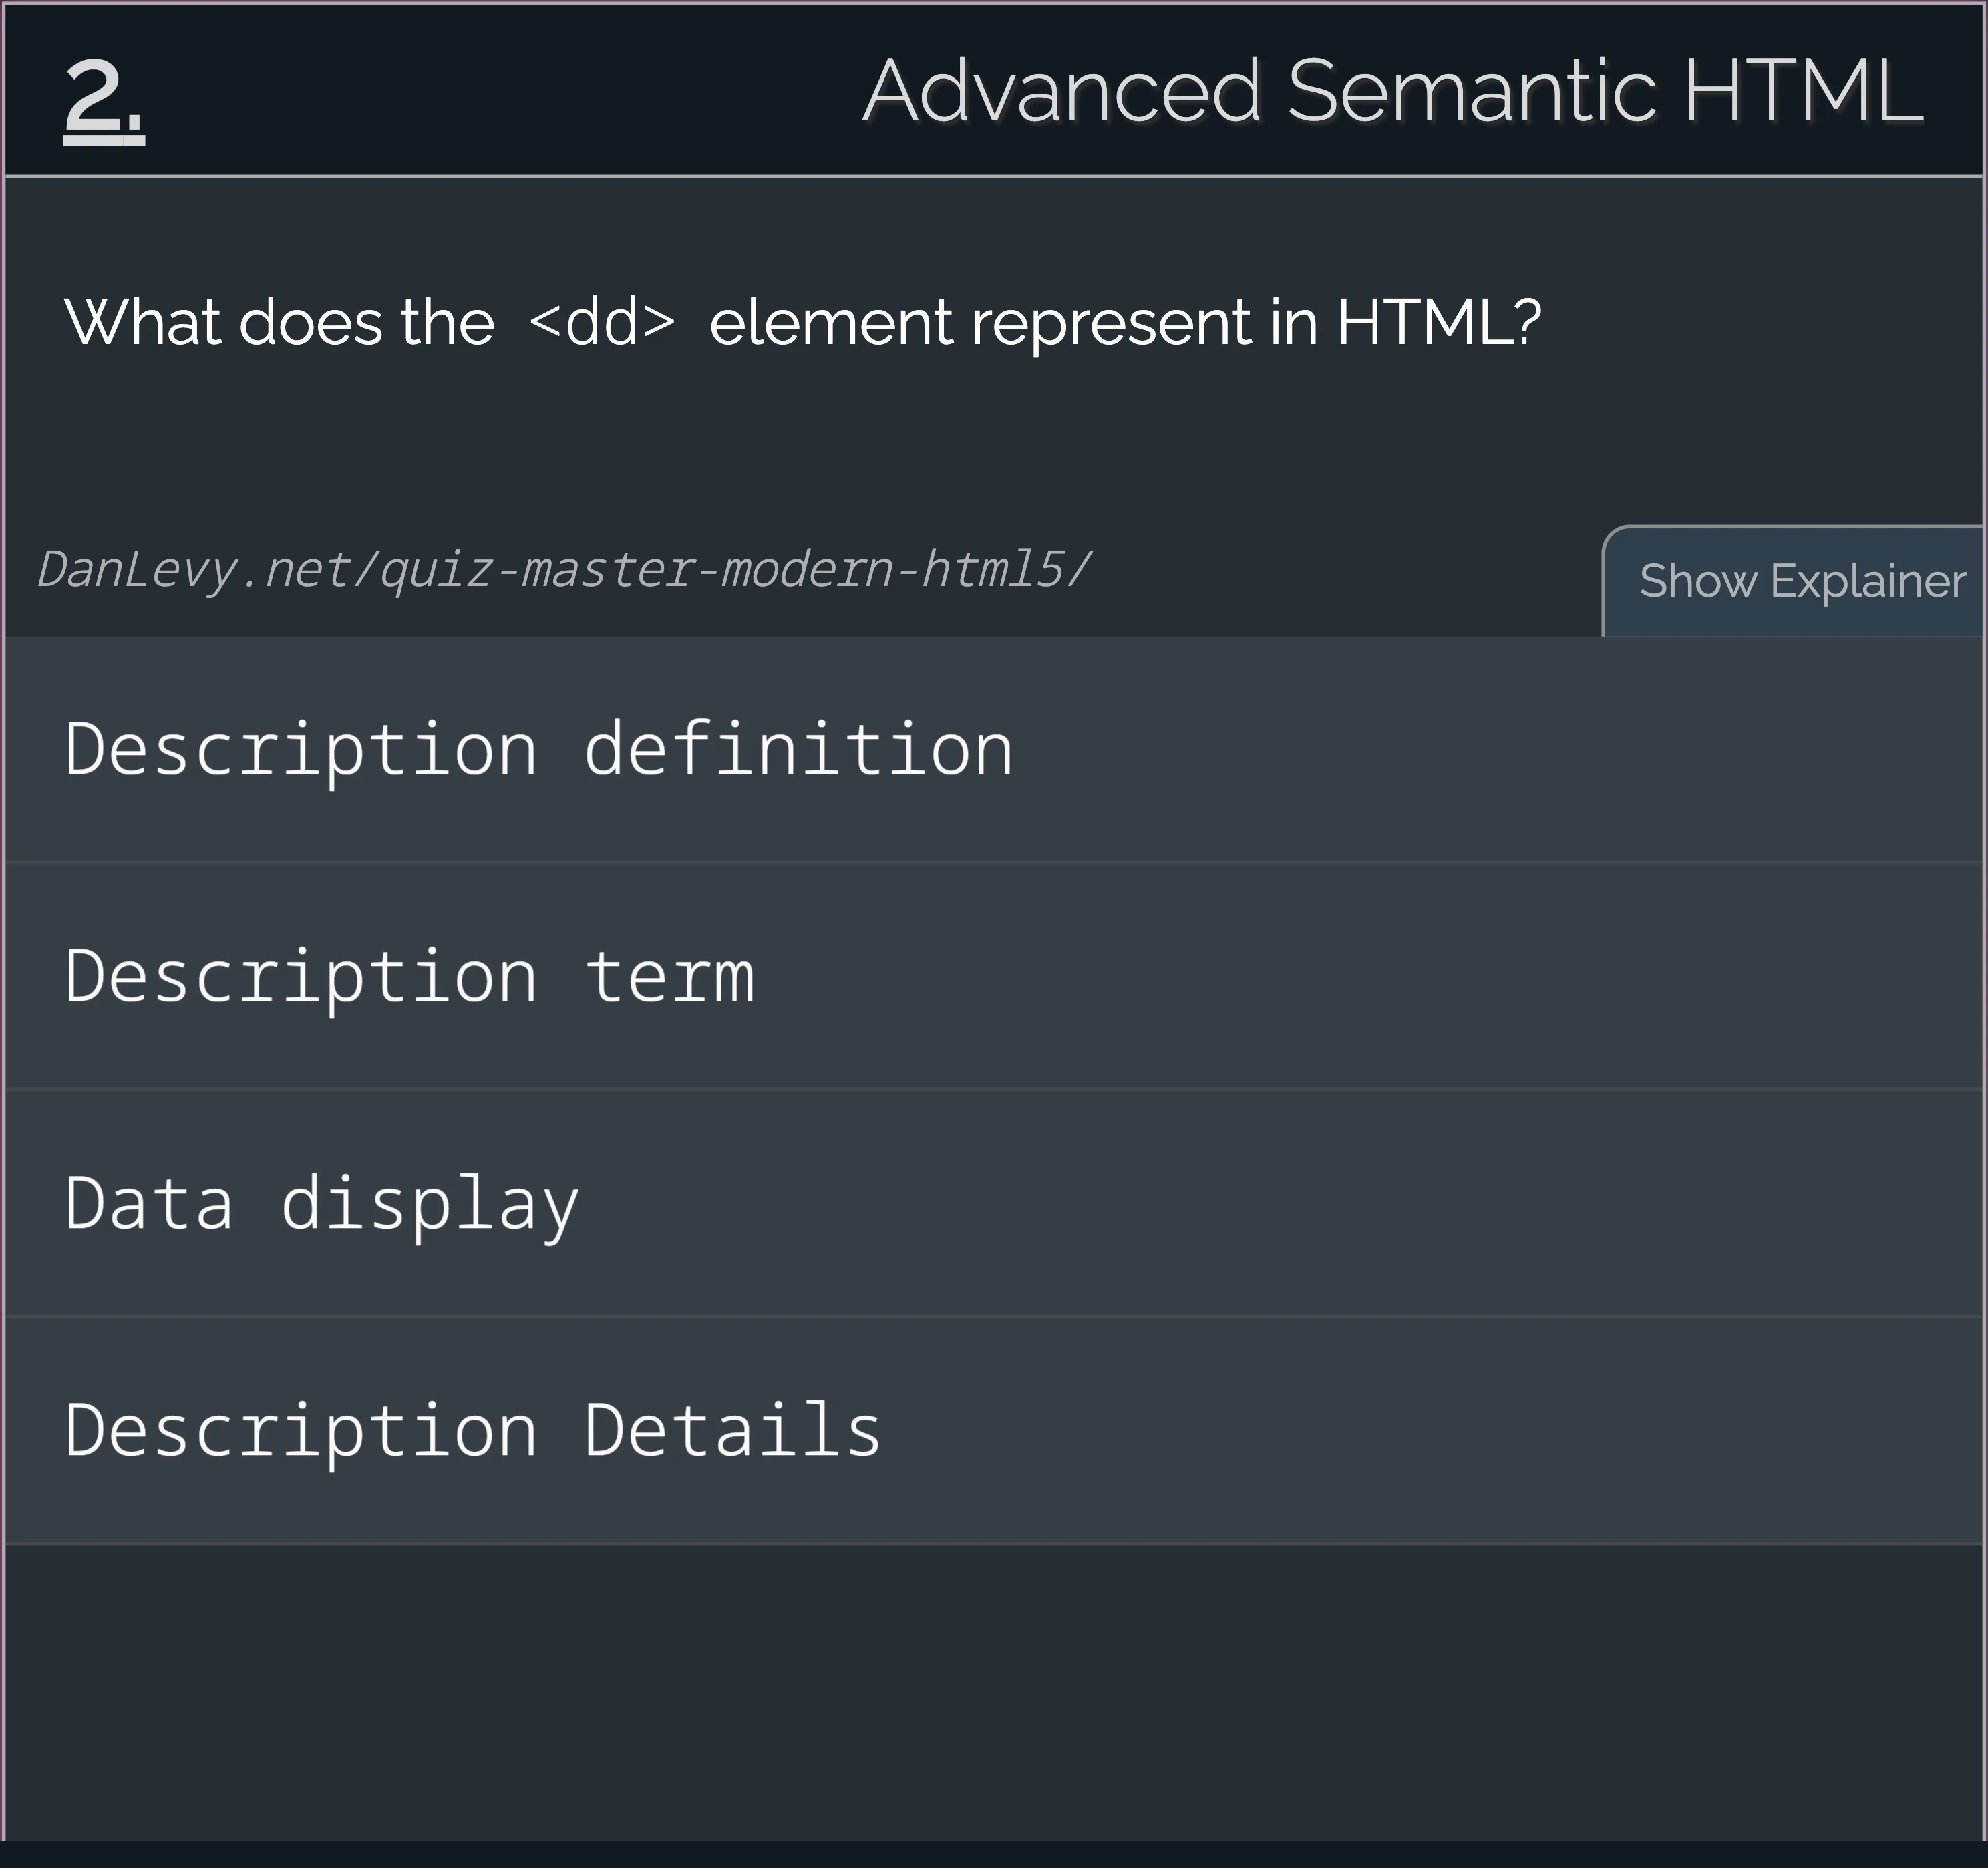 2.
Advanced Semantic HTML
What does the <dd> element represent in HTML?
DanLevy.net/quiz-master-modern-html5/
Show Explainer
Description definition
Description term
Data display
Description Details